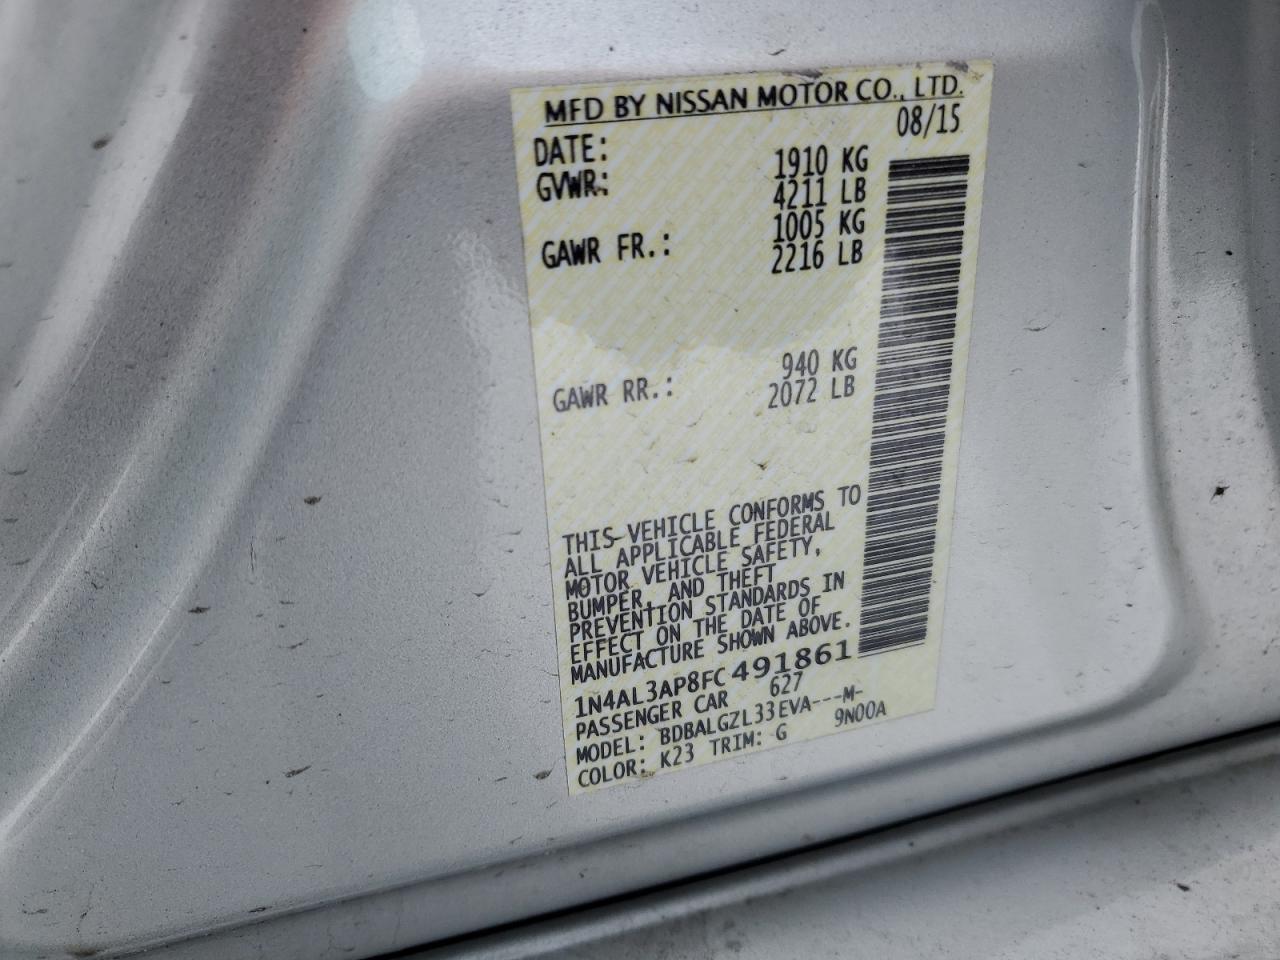 MFD BY NISSAN MOTOR CO., LTD.
DATE: 08/15
GVWR: 1910 KG
4211 LB
GAWR FR.: 1005 KG
2216 LB
GAWR RR.: 940 KG
2072 LB
THIS VEHICLE CONFORMS TO
ALL APPLICABLE FEDERAL
MOTOR VEHICLE SAFETY,
BUMPER, AND THEFT
PREVENTION STANDARDS IN
EFFECT ON THE DATE OF
MANUFACTURE SHOWN ABOVE.
1N4AL3AP8FC491861
PASSENGER CAR 627
MODEL: BDBALGZL33EVA---M-
COLOR: K23 TRIM: G 9N00A